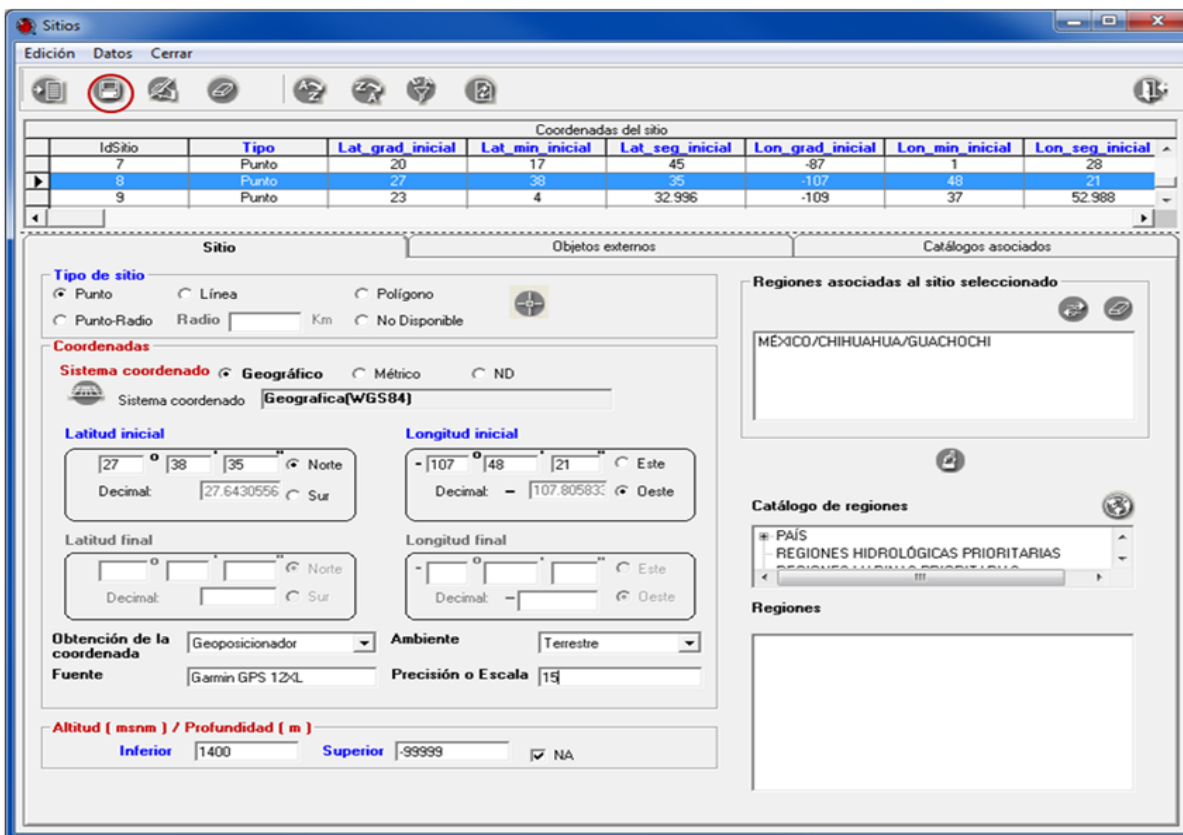 Sitios
Edición Datos Cerrar
Coordenadas del sitio
IdSitio Tipo Lat_grad_inicial Lat_min_inicial Lat_seg_inicial Lon_grad_inicial Lon_min_inicial Lon_seg_inicial
7 Punto 20 17 45 -87 1 28
8 Punto 27 38 35 -107 48 21
9 Punto 23 4 32.996 -109 37 52.988
Sitio Objetos externos Catálogos asociados
Tipo de sitio
Punto Línea Polígono
Punto-Radio Radio Km No Disponible
Coordenadas
Sistema coordenado Geográfico Métrico ND
Sistema coordenado Geografica(WGS84)
Latitud inicial Longitud inicial
27 º 38 ' 35 " Norte - 107 º 48 ' 21 " Este
Decimal: 27.6430556 Sur Decimal: - 107.805833 Oeste
Latitud final Longitud final
º ' " Norte - º ' " Este
Decimal: Sur Decimal: - Oeste
Obtención de la coordenada Geoposicionador Ambiente Terrestre
Fuente Garmin GPS 12XL Precisión o Escala 15
Altitud ( msnm ) / Profundidad ( m )
Inferior 1400 Superior -99999 NA
Regiones asociadas al sitio seleccionado
MÉXICO/CHIHUAHUA/GUACHOCHI
Catálogo de regiones
PAÍS
REGIONES HIDROLÓGICAS PRIORITARIAS
Regiones